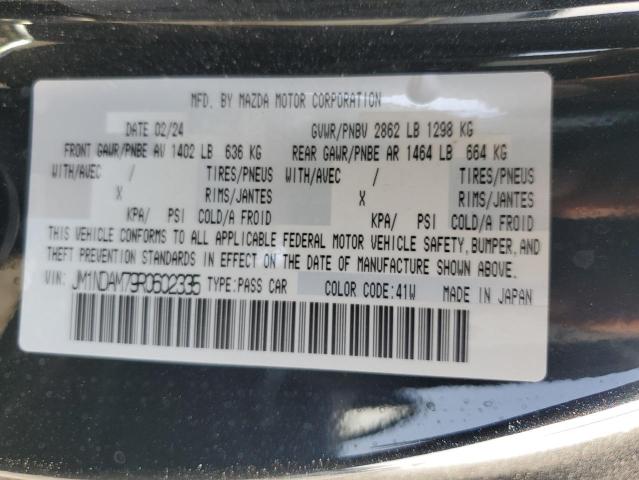 MFD. BY MAZDA MOTOR CORPORATION
DATE 02/24 GVWR/PNBV 2862 LB 1298 KG
FRONT GAWR/PNBE AV 1402 LB 636 KG REAR GAWR/PNBE AR 1464 LB 664 KG
WITH/AVEC / TIRES/PNEUS WITH/AVEC / TIRES/PNEUS
X RIMS/JANTES X RIMS/JANTES
KPA/ PSI COLD/A FROID KPA/ PSI COLD/A FROID
THIS VEHICLE CONFORMS TO ALL APPLICABLE FEDERAL MOTOR VEHICLE SAFETY, BUMPER, AND
THEFT PREVENTION STANDARDS IN EFFECT ON THE DATE OF MANUFACTURE SHOWN ABOVE.
VIN: JM1NDAM79R0602335 TYPE:PASS CAR COLOR CODE:41W MADE IN JAPAN